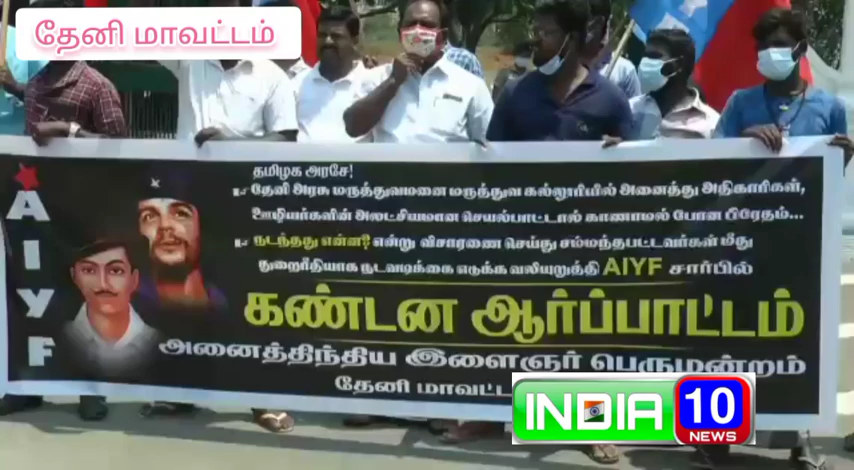 தேனி மாவட்டம்
AIYF
தமிழக அரசே!
தேனி அரசு மருத்துவமனை மருத்துவ கல்லூரியில் அனைத்து அதிகாரிகள்,
ஊழியர்களின் அலட்சியமான செயல்பாட்டால் காணாமல் போன பிரேதம்...
நடந்தது என்ன? என்று விசாரணை செய்து சம்மந்தபட்டவர்கள் மீது
துறைரீதியாக நடவடிக்கை எடுக்க வலியுறுத்தி AIYF சார்பில்
கண்டன ஆர்ப்பாட்டம்
அனைத்திந்திய இளைஞர் பெருமன்றம்
தேனி மாவட்ட
INDIA 10
NEWS